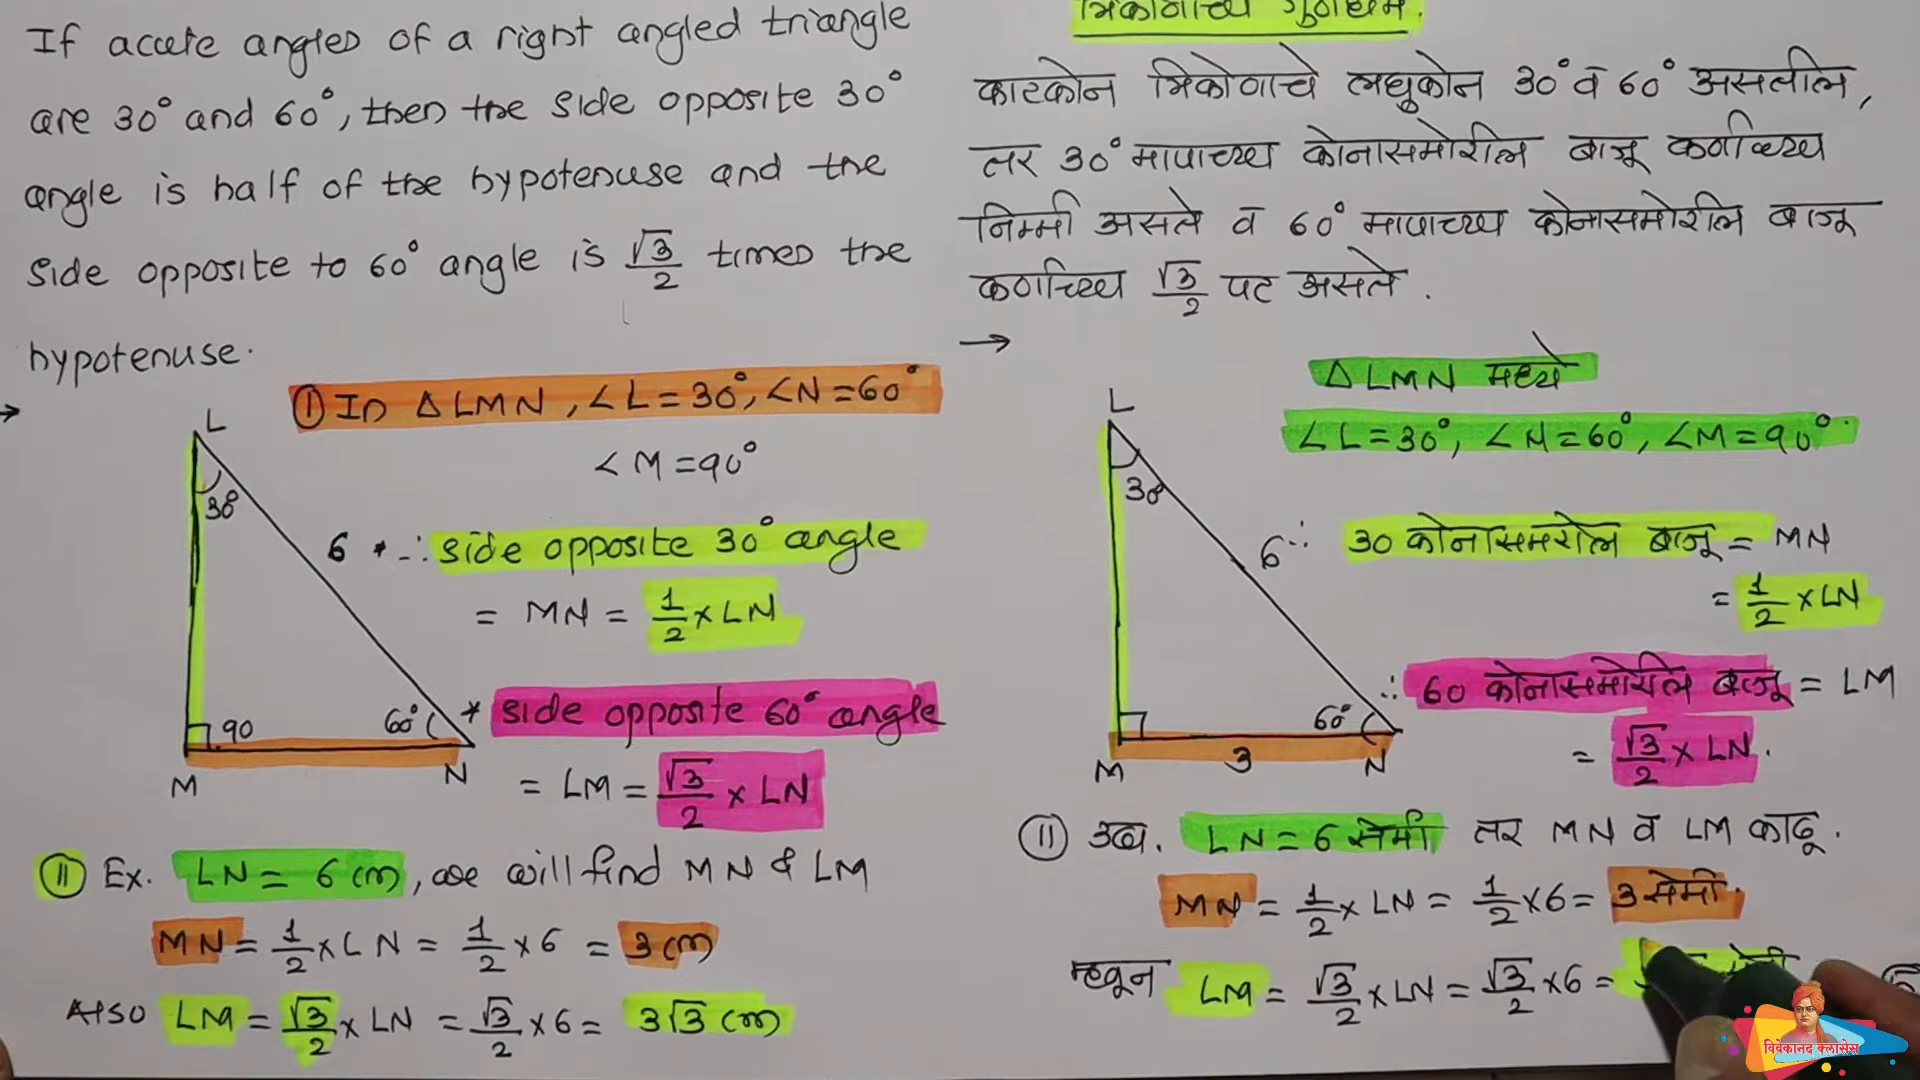 If acute angles of a right angled triangle
are 30° and 60°, then the side opposite 30°
angle is half of the hypotenuse and the
side opposite to 60° angle is √3/2 times the
hypotenuse.
→
① In △ LMN, ∠L = 30°, ∠N = 60°
∠M = 90°
L
30°
6
90
60°
M
N
* ∴ side opposite 30° angle
= MN = 1/2 × LN
* side opposite 60° angle
= LM = √3/2 × LN
⑪ Ex. LN = 6 cm, we will find MN & LM
MN = 1/2 × LN = 1/2 × 6 = 3 cm
Also LM = √3/2 × LN = √3/2 × 6 = 3√3 cm
त्रिकोणाचा गुणधर्म.
काटकोन त्रिकोणाचे लघुकोन 30° व 60° असतील,
तर 30° मापाच्या कोनासमोरील बाजू कर्णाच्या
निम्मी असते व 60° मापाच्या कोनासमोरील बाजू
कर्णाच्या √3/2 पट असते.
→
△ LMN मध्ये
∠L = 30°, ∠N = 60°, ∠M = 90°
L
30°
6
60°
M
3
N
∴ 30 कोनासमरोल बाजू = MN
= 1/2 × LN
∴ 60 कोनासमोरील बाजू = LM
= √3/2 × LN.
⑪ उदा. LN = 6 सेमी तर MN व LM काढू.
MN = 1/2 × LN = 1/2 × 6 = 3 सेमी.
म्हणून LM = √3/2 × LN = √3/2 × 6 =
विवेकानंद क्लासेस